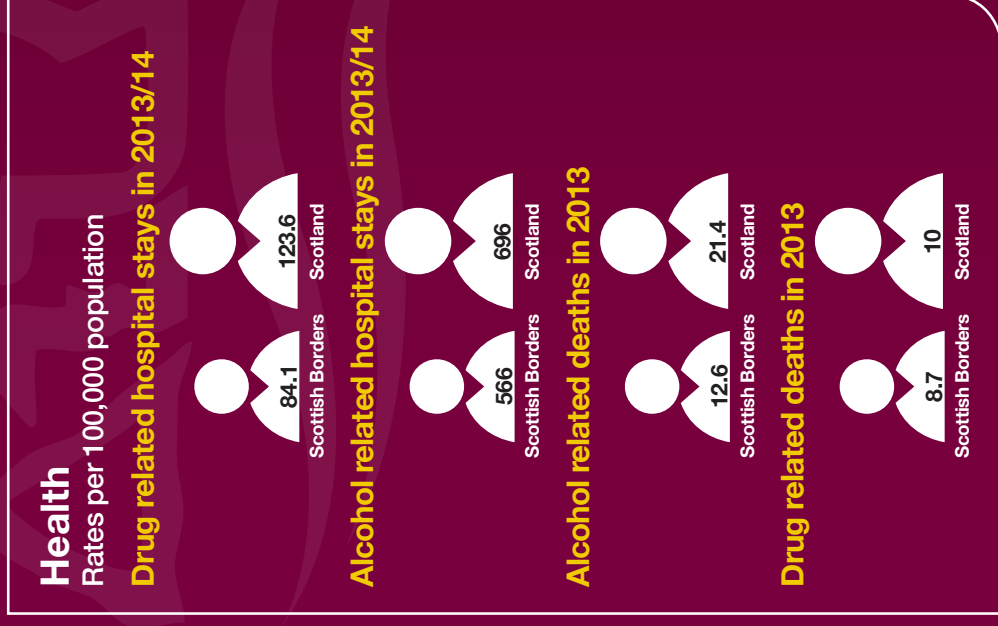 Health
Rates per 100,000 population
Drug related hospital stays in 2013/14
84.1
Scottish Borders
123.6
Scotland
Alcohol related hospital stays in 2013/14
566
Scottish Borders
696
Scotland
Alcohol related deaths in 2013
12.6
Scottish Borders
21.4
Scotland
Drug related deaths in 2013
8.7
Scottish Borders
10
Scotland